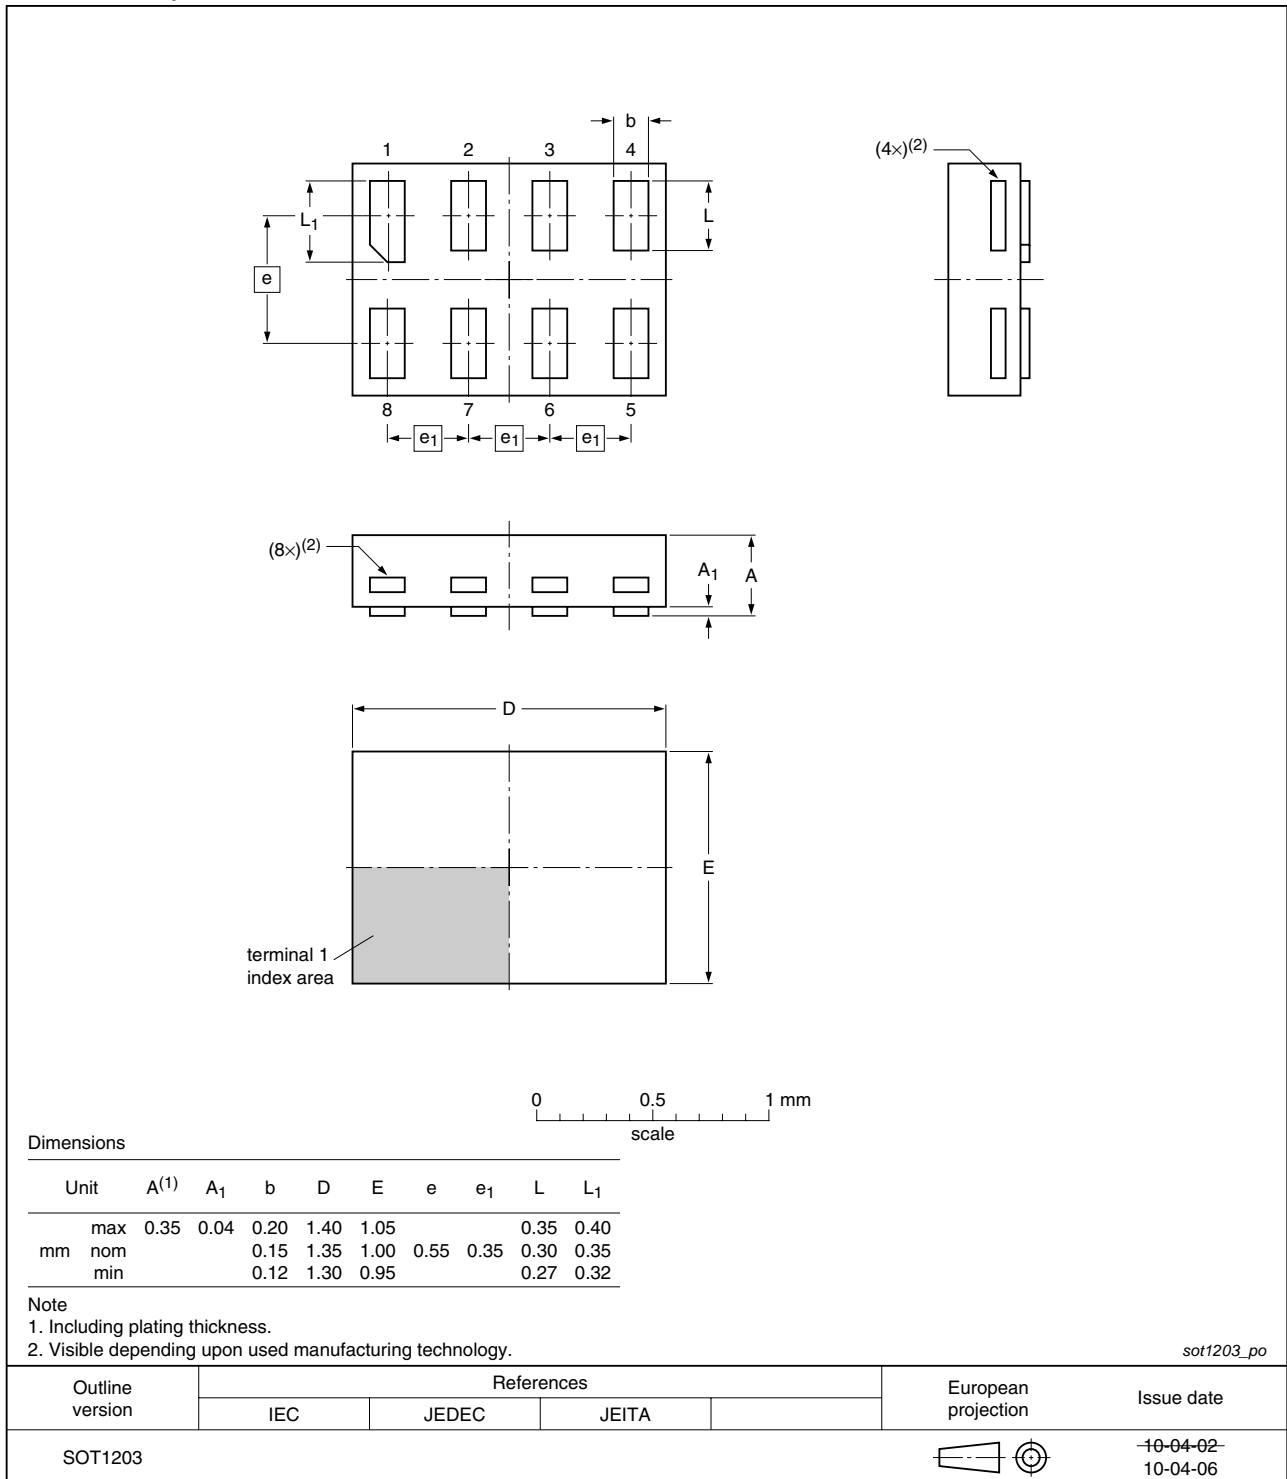 b
1 2 3 4
(4×)(2)
L1
L
e
8 7 6 5
e1 e1 e1
(8×)(2)
A1 A
D
E
terminal 1
index area
0 0.5 1 mm
scale
Dimensions
Unit A(1) A1 b D E e e1 L L1
max 0.35 0.04 0.20 1.40 1.05 0.35 0.40
mm nom 0.15 1.35 1.00 0.55 0.35 0.30 0.35
min 0.12 1.30 0.95 0.27 0.32
Note
1. Including plating thickness.
2. Visible depending upon used manufacturing technology.
sot1203_po
Outline
version
References
IEC JEDEC JEITA
European
projection
Issue date
SOT1203
10-04-02
10-04-06